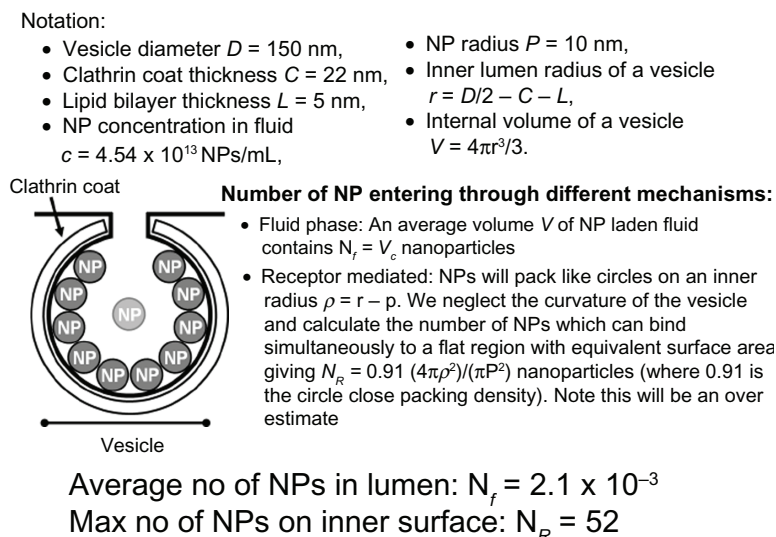 Notation:
• Vesicle diameter D = 150 nm,
• Clathrin coat thickness C = 22 nm,
• Lipid bilayer thickness L = 5 nm,
• NP concentration in fluid
c = 4.54 x 10¹³ NPs/mL,
• NP radius P = 10 nm,
• Inner lumen radius of a vesicle
r = D/2 – C – L,
• Internal volume of a vesicle
V = 4πr³/3.
Clathrin coat
NP
NP
NP
NP
NP
NP
NP
NP
NP
NP
NP
Vesicle
Number of NP entering through different mechanisms:
• Fluid phase: An average volume V of NP laden fluid
contains N_f = V_c nanoparticles
• Receptor mediated: NPs will pack like circles on an inner
radius ρ = r – p. We neglect the curvature of the vesicle
and calculate the number of NPs which can bind
simultaneously to a flat region with equivalent surface area
giving N_R = 0.91 (4πρ²)/(πP²) nanoparticles (where 0.91 is
the circle close packing density). Note this will be an over
estimate
Average no of NPs in lumen: N_f = 2.1 x 10⁻³
Max no of NPs on inner surface: N_R = 52